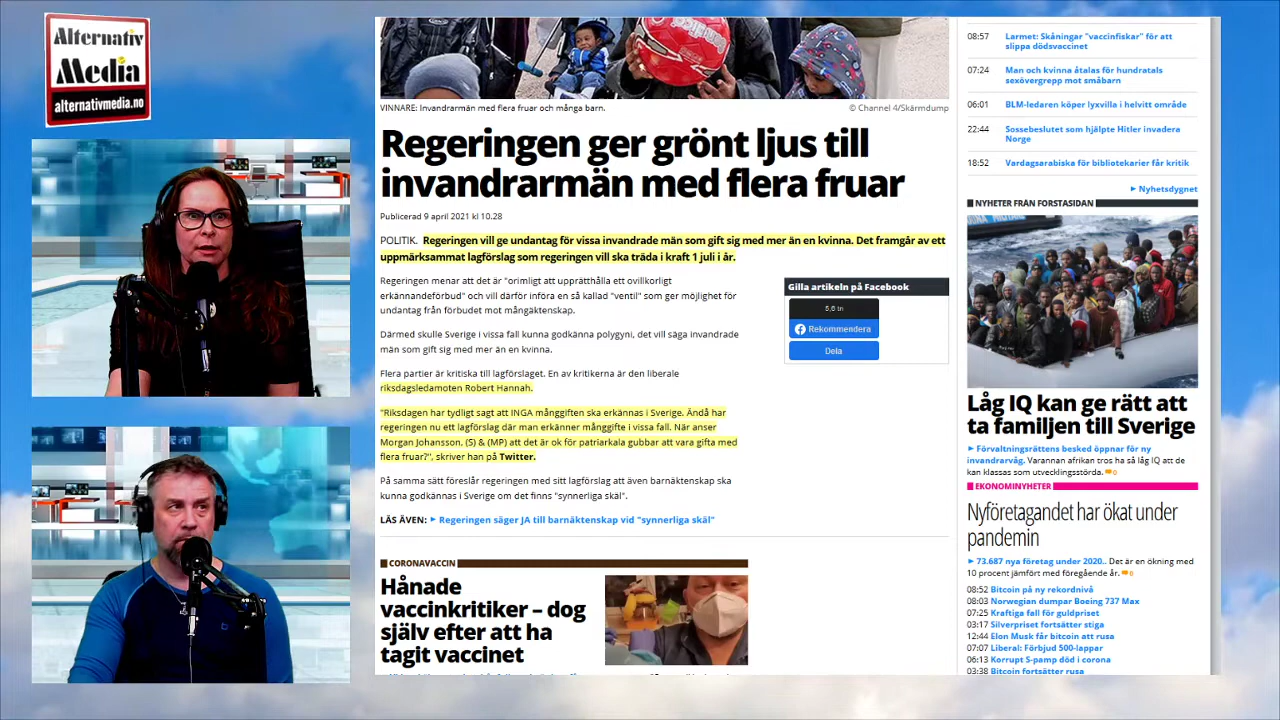 Alternativ
Media
alternativmedia.no
VINNARE: Invandrarmän med flera fruar och många barn.
© Channel 4/Skärmdump
Regeringen ger grönt ljus till
invandrarmän med flera fruar
Publicerad 9 april 2021 kl 10.28
POLITIK. Regeringen vill ge undantag för vissa invandrade män som gift sig med mer än en kvinna. Det framgår av ett
uppmärksammat lagförslag som regeringen vill ska träda i kraft 1 juli i år.
Regeringen menar att det är "orimligt att upprätthålla ett ovillkorligt
erkännandeförbud" och vill därför införa en så kallad "ventil" som ger möjlighet för
undantag från förbudet mot mångäktenskap.
Därmed skulle Sverige i vissa fall kunna godkänna polygyni, det vill säga invandrade
män som gift sig med mer än en kvinna.
Flera partier är kritiska till lagförslaget. En av kritikerna är den liberale
riksdagsledamoten Robert Hannah.
"Riksdagen har tydligt sagt att INGA månggiften ska erkännas i Sverige. Ändå har
regeringen nu ett lagförslag där man erkänner månggifte i vissa fall. När anser
Morgan Johansson, (S) & (MP) att det är ok för patriarkala gubbar att vara gifta med
flera fruar?", skriver han på Twitter.
På samma sätt föreslår regeringen med sitt lagförslag att även barnäktenskap ska
kunna godkännas i Sverige om det finns "synnerliga skäl".
LÄS ÄVEN: ► Regeringen säger JA till barnäktenskap vid "synnerliga skäl"
Gilla artikeln på Facebook
5,6 tn
Rekommendera
Dela
CORONAVACCIN
Hånade
vaccinkritiker – dog
själv efter att ha
tagit vaccinet
08:57 Larmet: Skåningar "vaccinfiskar" för att
slippa dödsvaccinet
07:24 Man och kvinna åtalas för hundratals
sexövergrepp mot småbarn
06:01 BLM-ledaren köper lyxvilla i helvitt område
22:44 Sossebeslutet som hjälpte Hitler invadera
Norge
18:52 Vardagsarabiska för bibliotekarier får kritik
► Nyhetsdygnet
NYHETER FRÅN FÖRSTASIDAN
Låg IQ kan ge rätt att
ta familjen till Sverige
► Förvaltningsrättens besked öppnar för ny
invandrarvåg. Varannan afrikan tros ha så låg IQ att de
kan klassas som utvecklingsstörda. 0
EKONOMINYHETER
Nyföretagandet har ökat under
pandemin
► 73.687 nya företag under 2020.. Det är en ökning med
10 procent jämfört med föregående år. 6
08:52 Bitcoin på ny rekordnivå
08:03 Norwegian dumpar Boeing 737 Max
07:25 Kraftiga fall för guldpriset
03:17 Silverpriset fortsätter stiga
12:44 Elon Musk får bitcoin att rusa
07:07 Liberal: Förbjud 500-lappar
06:13 Korrupt S-pamp död i corona
03:38 Bitcoin fortsätter rusa